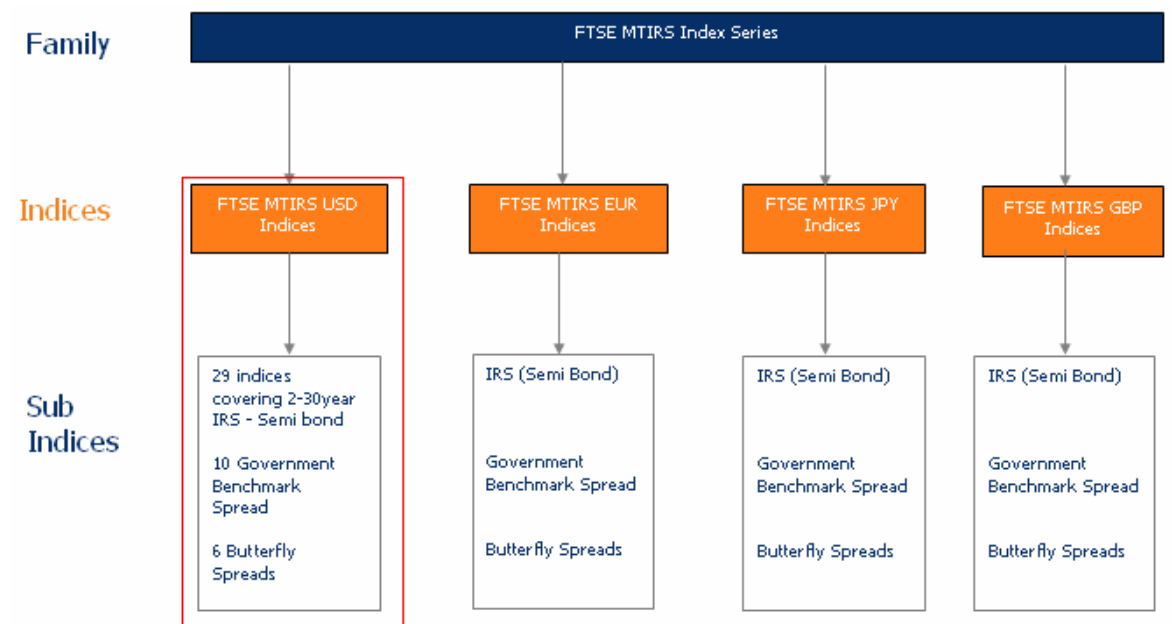 Family
FTSE MTIRS Index Series
Indices
FTSE MTIRS USD
Indices
FTSE MTIRS EUR
Indices
FTSE MTIRS JPY
Indices
FTSE MTIRS GBP
Indices
Sub
Indices
29 indices
covering 2-30year
IRS - Semi bond
10 Government
Benchmark
Spread
6 Butterfly
Spreads
IRS (Semi Bond)
Government
Benchmark Spread
Butterfly Spreads
IRS (Semi Bond)
Government
Benchmark Spread
Butterfly Spreads
IRS (Semi Bond)
Government
Benchmark Spread
Butterfly Spreads